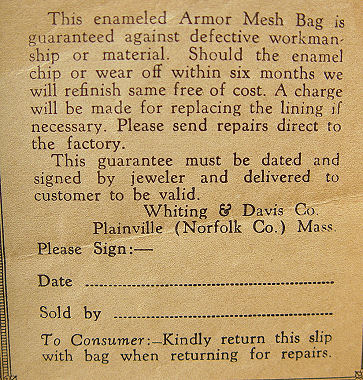 This enameled Armor Mesh Bag is
guaranteed against defective workman-
ship or material. Should the enamel
chip or wear off within six months we
will refinish same free of cost. A charge
will be made for replacing the lining if
necessary. Please send repairs direct to
the factory.
This guarantee must be dated and
signed by jeweler and delivered to
customer to be valid.
Whiting & Davis Co.
Plainville (Norfolk Co.) Mass.
Please Sign:—
Date
Sold by
To Consumer:—Kindly return this slip
with bag when returning for repairs.